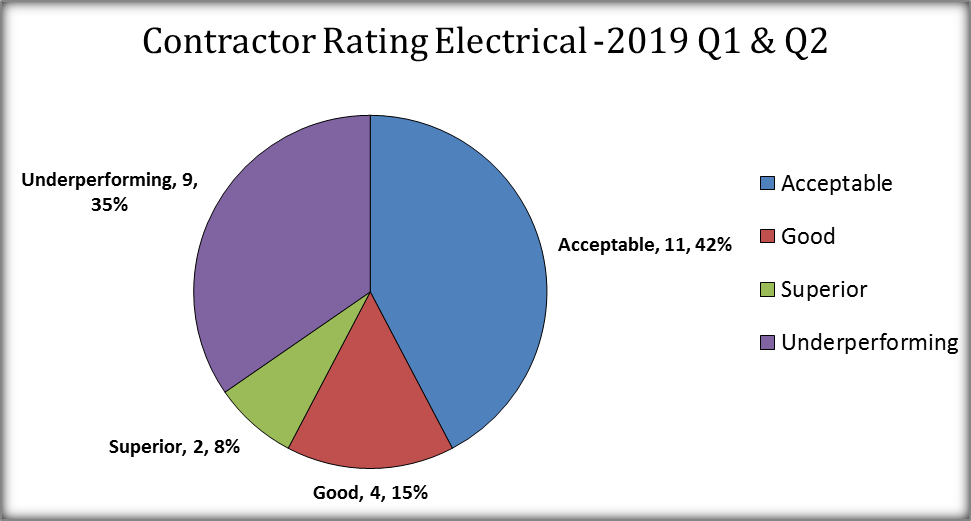 Contractor Rating Electrical -2019 Q1 & Q2
Underperforming, 9,
35%
Acceptable, 11, 42%
Superior, 2, 8%
Good, 4, 15%
Acceptable
Good
Superior
Underperforming